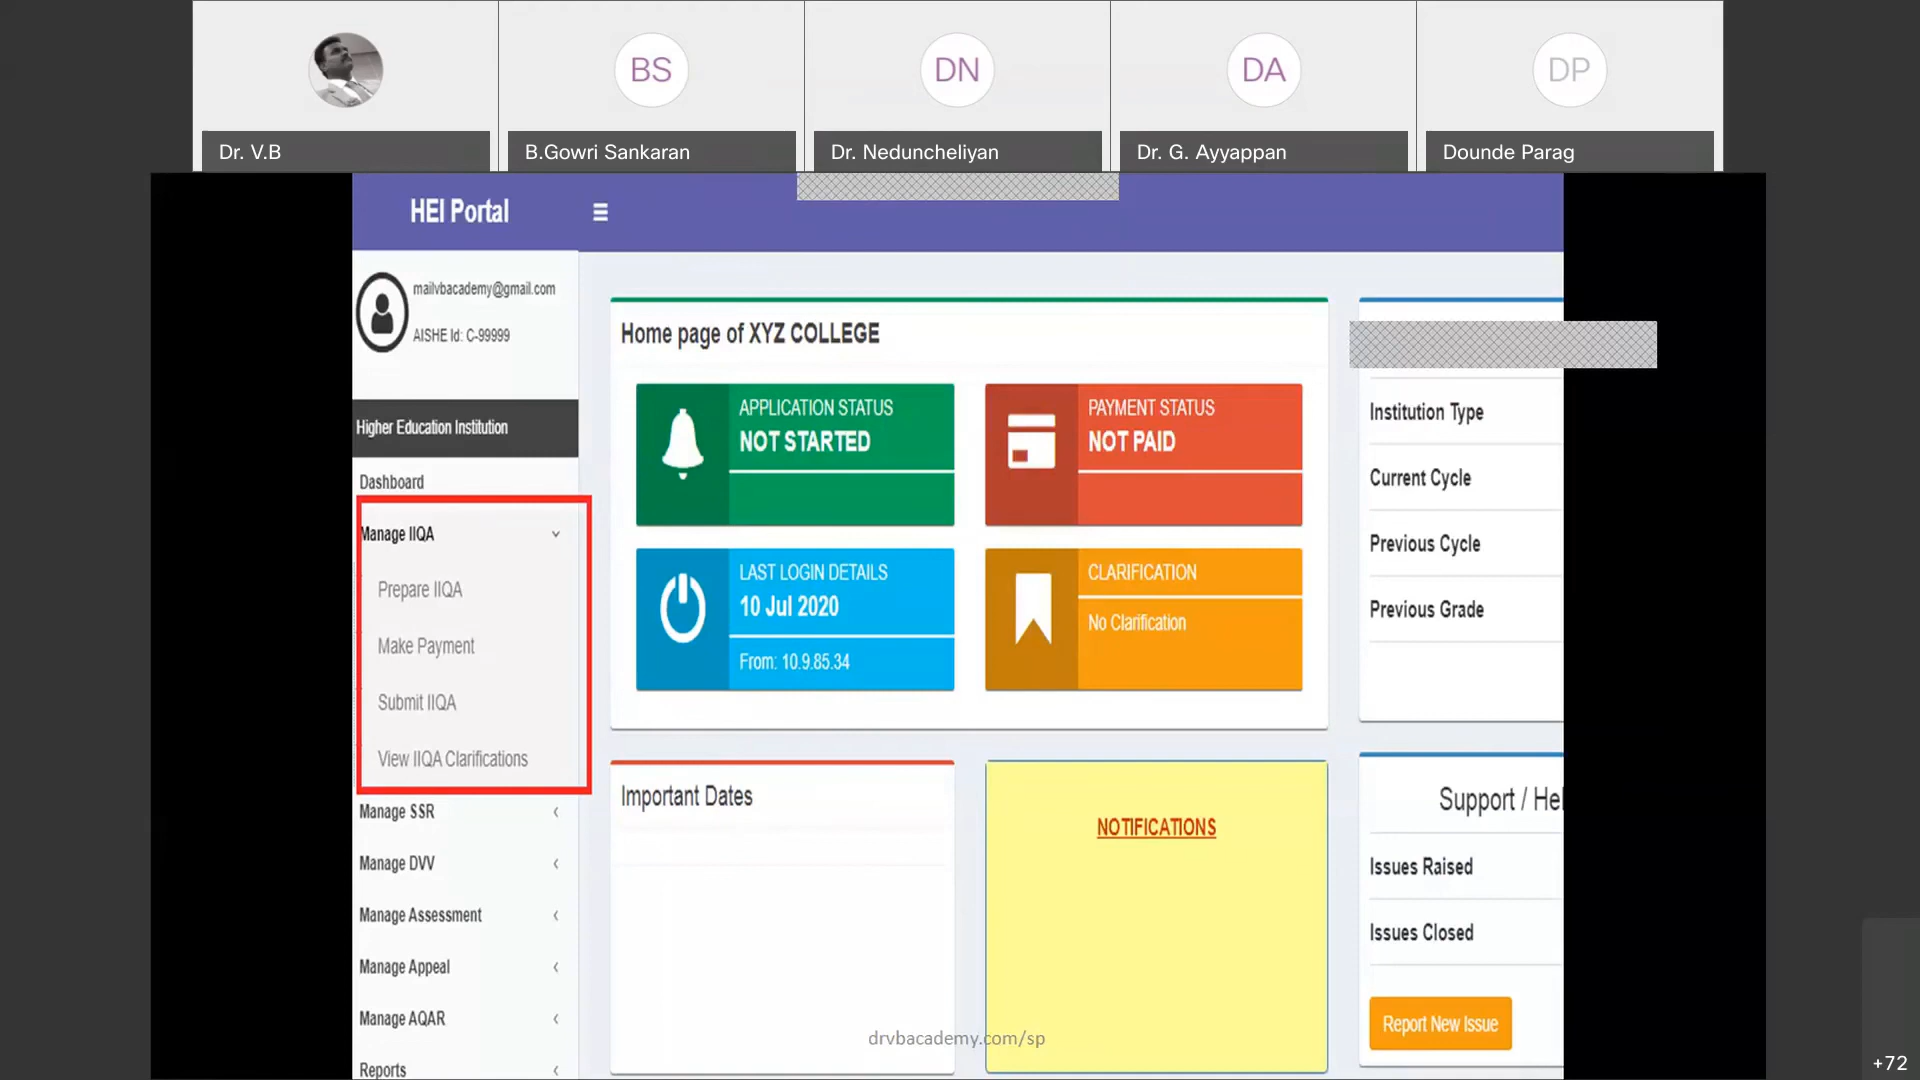 BS
DN
DA
DP
Dr. V.B
B.Gowri Sankaran
Dr. Neduncheliyan
Dr. G. Ayyappan
Dounde Parag
HEI Portal
mailvbacademy@gmail.com
AISHE Id: C-99999
Higher Education Institution
Dashboard
Manage IIQA
Prepare IIQA
Make Payment
Submit IIQA
View IIQA Clarifications
Manage SSR
Manage DVV
Manage Assessment
Manage Appeal
Manage AQAR
Reports
Home page of XYZ COLLEGE
APPLICATION STATUS
NOT STARTED
PAYMENT STATUS
NOT PAID
LAST LOGIN DETAILS
10 Jul 2020
From: 10.9.85.34
CLARIFICATION
No Clarification
Important Dates
NOTIFICATIONS
Institution Type
Current Cycle
Previous Cycle
Previous Grade
Support / Hel
Issues Raised
Issues Closed
Report New Issue
drvbacademy.com/sp
+72